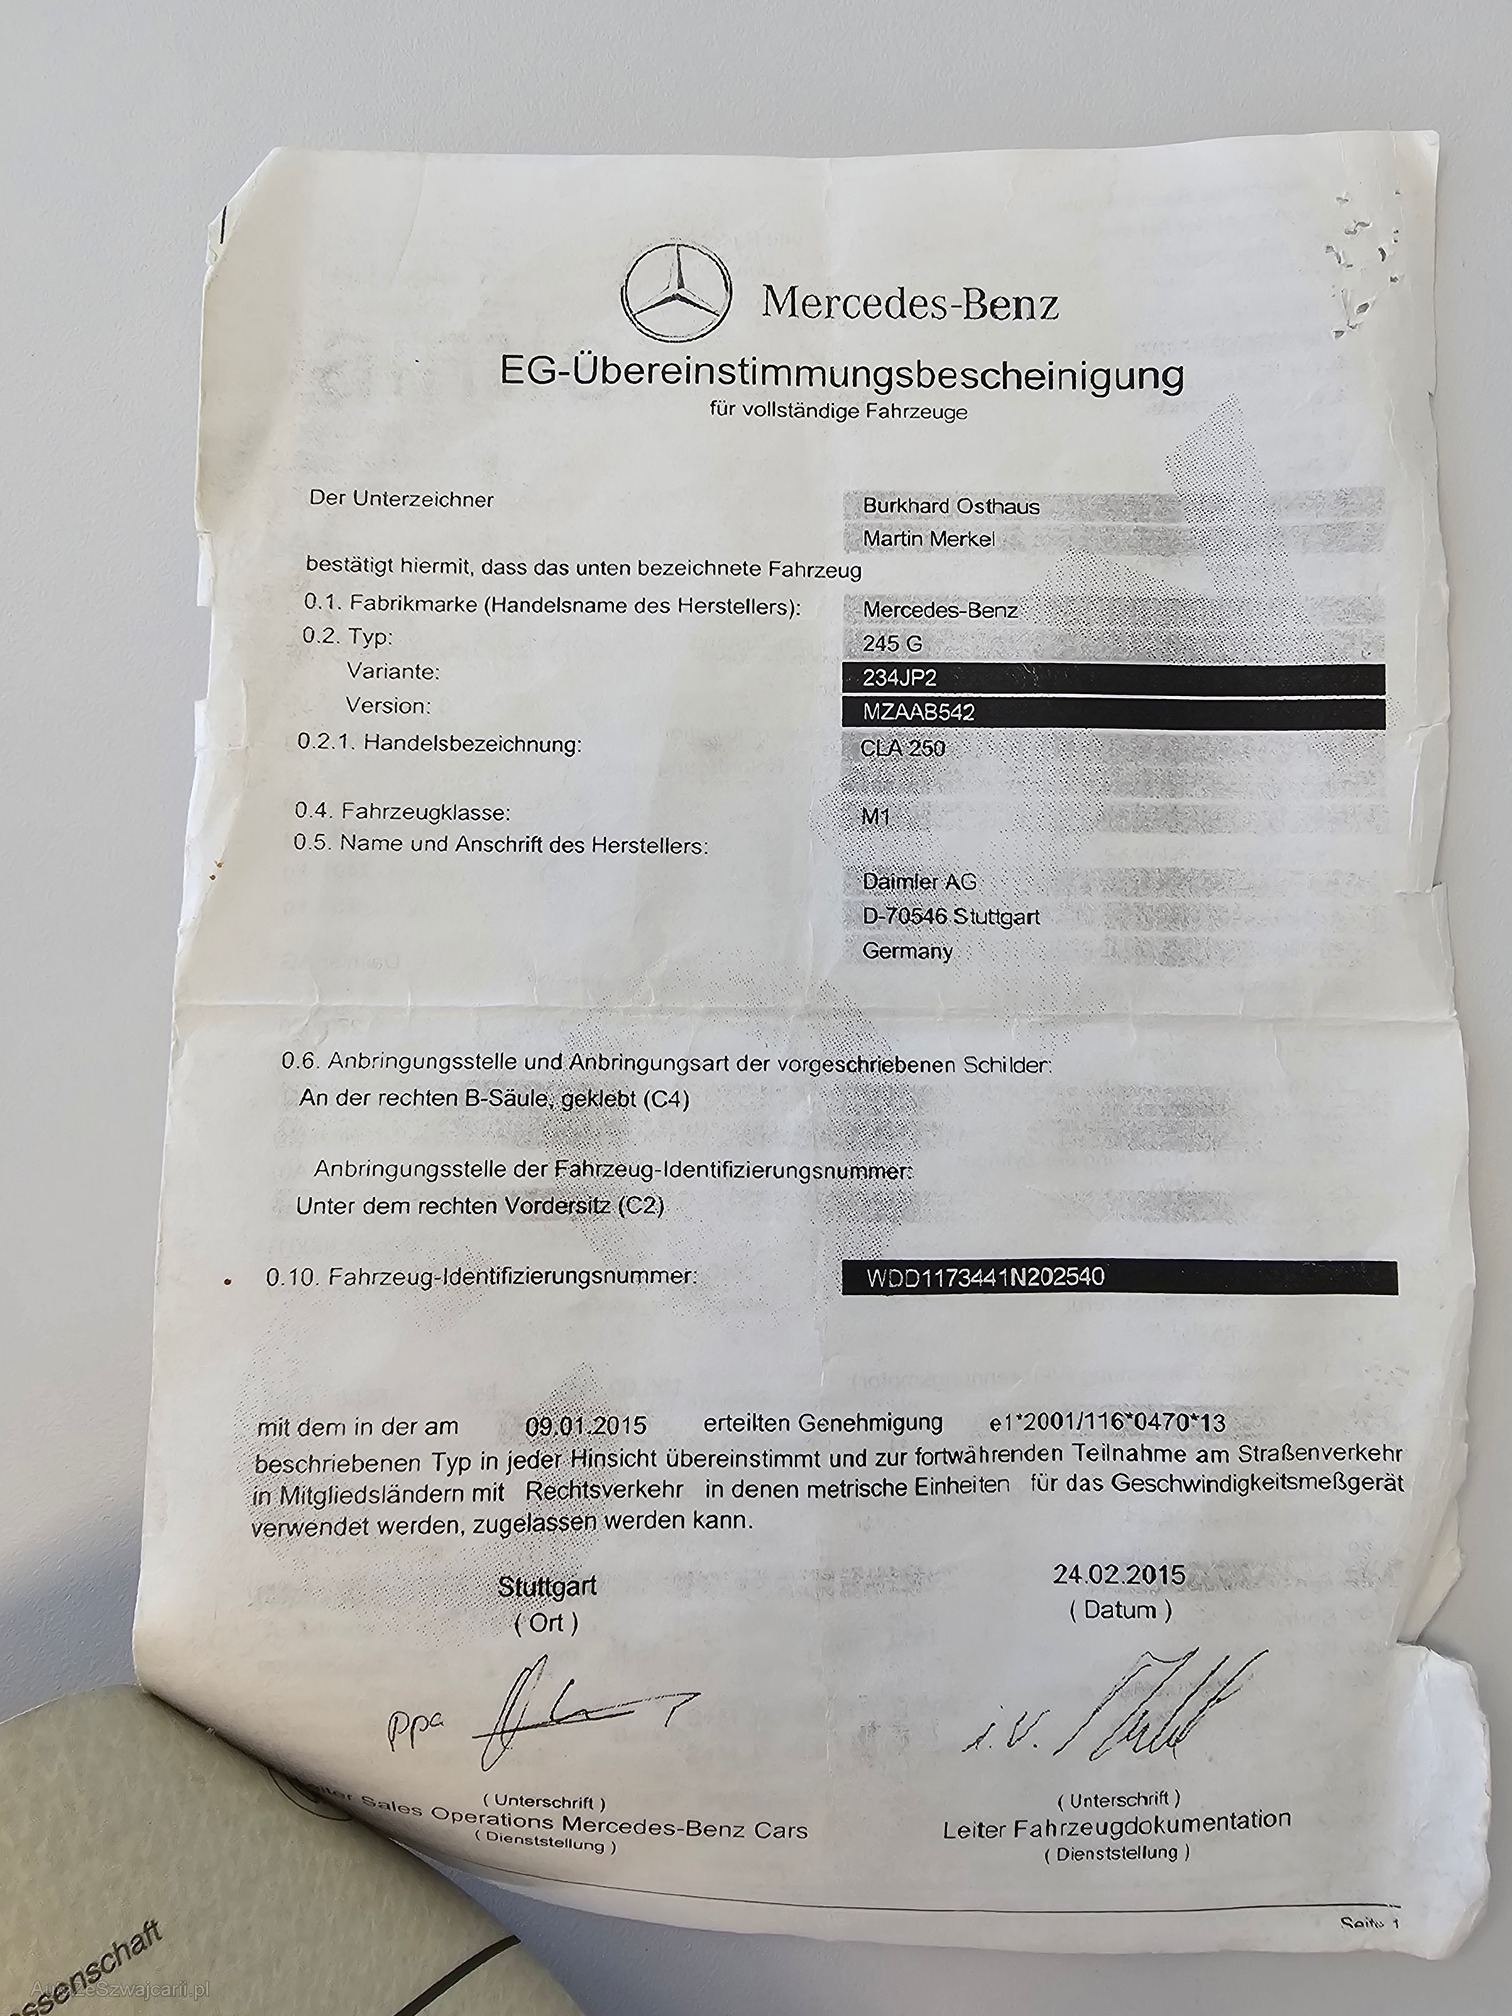 Mercedes-Benz
EG-Übereinstimmungsbescheinigung
für vollständige Fahrzeuge
Der Unterzeichner
Burkhard Osthaus
Martin Merkel
bestätigt hiermit, dass das unten bezeichnete Fahrzeug
0.1. Fabrikmarke (Handelsname des Herstellers): Mercedes-Benz
0.2. Typ: 245 G
Variante: 234JP2
Version: MZAAB542
0.2.1. Handelsbezeichnung: CLA 250
0.4. Fahrzeugklasse: M1
0.5. Name und Anschrift des Herstellers:
Daimler AG
D-70546 Stuttgart
Germany
0.6. Anbringungsstelle und Anbringungsart der vorgeschriebenen Schilder:
An der rechten B-Säule, geklebt (C4)
Anbringungsstelle der Fahrzeug-Identifizierungsnummer:
Unter dem rechten Vordersitz (C2)
0.10. Fahrzeug-Identifizierungsnummer: WDD1173441N202540
mit dem in der am 09.01.2015 erteilten Genehmigung e1*2001/116*0470*13
beschriebenen Typ in jeder Hinsicht übereinstimmt und zur fortwährenden Teilnahme am Straßenverkehr
in Mitgliedsländern mit Rechtsverkehr in denen metrische Einheiten für das Geschwindigkeitsmeßgerät
verwendet werden, zugelassen werden kann.
Stuttgart 24.02.2015
( Ort ) ( Datum )
ppa i.V.
( Unterschrift ) ( Unterschrift )
Sales Operations Mercedes-Benz Cars Leiter Fahrzeugdokumentation
( Dienststellung ) ( Dienststellung )
Seite 1
AutazeSzwajcarii.pl